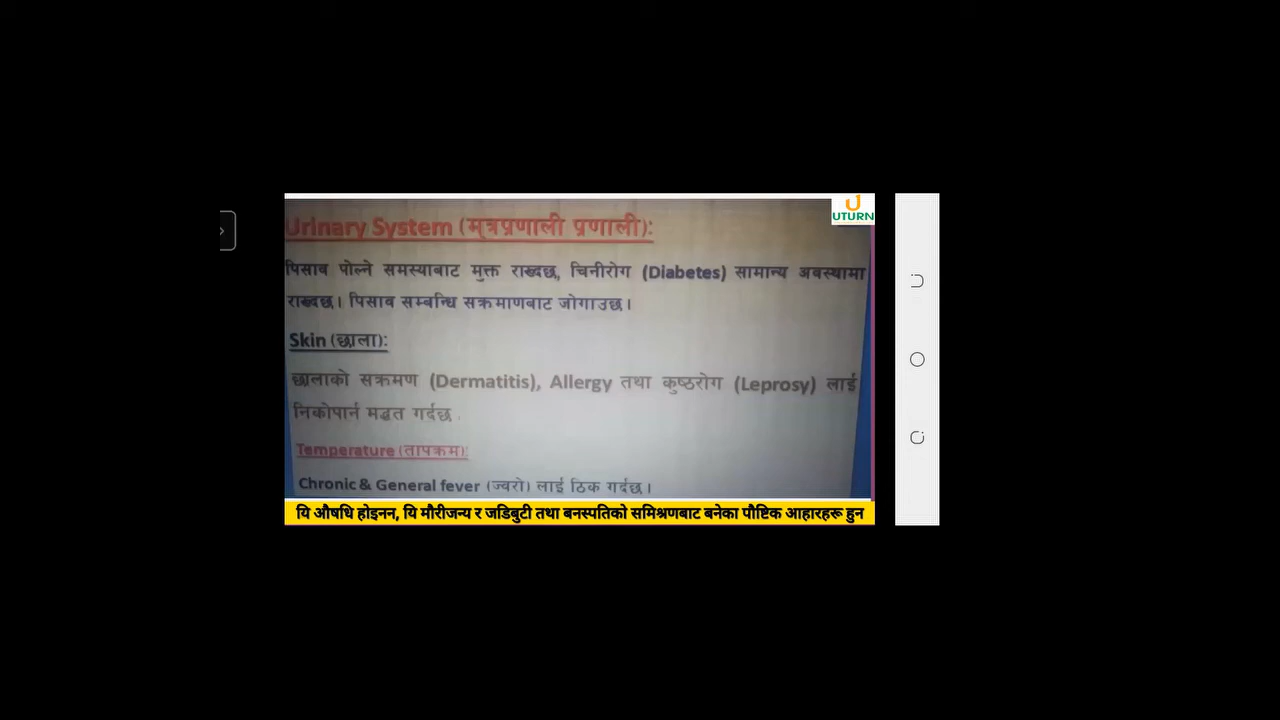 UTURN
Urinary System (मूत्रप्रणाली प्रणाली):
पिसाव पोल्ने समस्याबाट मुक्त राख्दछ, चिनीरोग (Diabetes) सामान्य अबस्थामा
राख्दछ। पिसाव सम्बन्धि सक्रमाणबाट जोगाउछ।
Skin (छाला):
छालाको सक्रमण (Dermatitis), Allergy तथा कुष्ठरोग (Leprosy) लाई
निकोपार्न मद्धत गर्दछ .
Temperature (तापक्रम):
Chronic & General fever (ज्वरो) लाई ठिक गर्दछ।
यि औषधि होइनन, यि मौरीजन्य र जडिबुटी तथा बनस्पतिको समिश्रणबाट बनेका पौष्टिक आहारहरू हुन